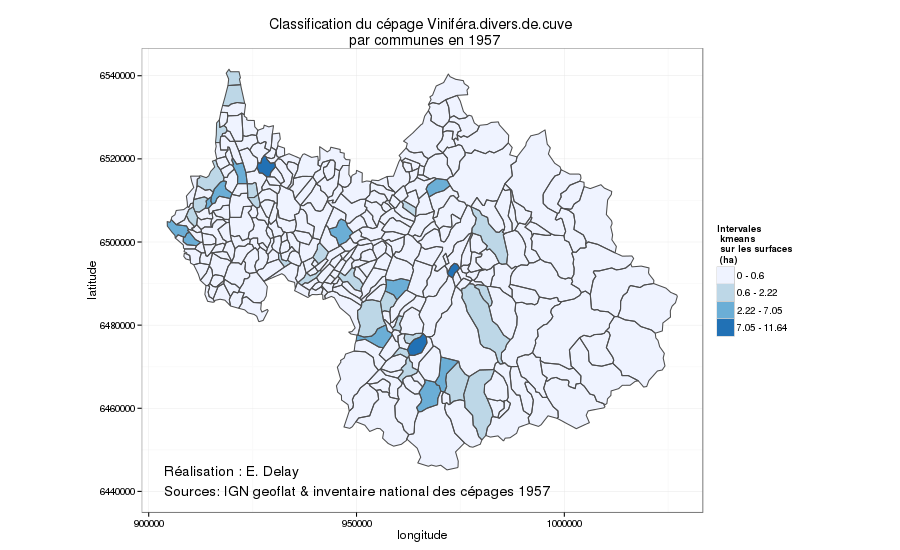 Classification du cépage Viniféra.divers.de.cuve
par communes en 1957
6540000
6520000
6500000
6480000
6460000
6440000
latitude
900000
950000
1000000
longitude
Réalisation : E. Delay
Sources: IGN geoflat & inventaire national des cépages 1957
Intervales
kmeans
sur les surfaces
(ha)
0 - 0.6
0.6 - 2.22
2.22 - 7.05
7.05 - 11.64